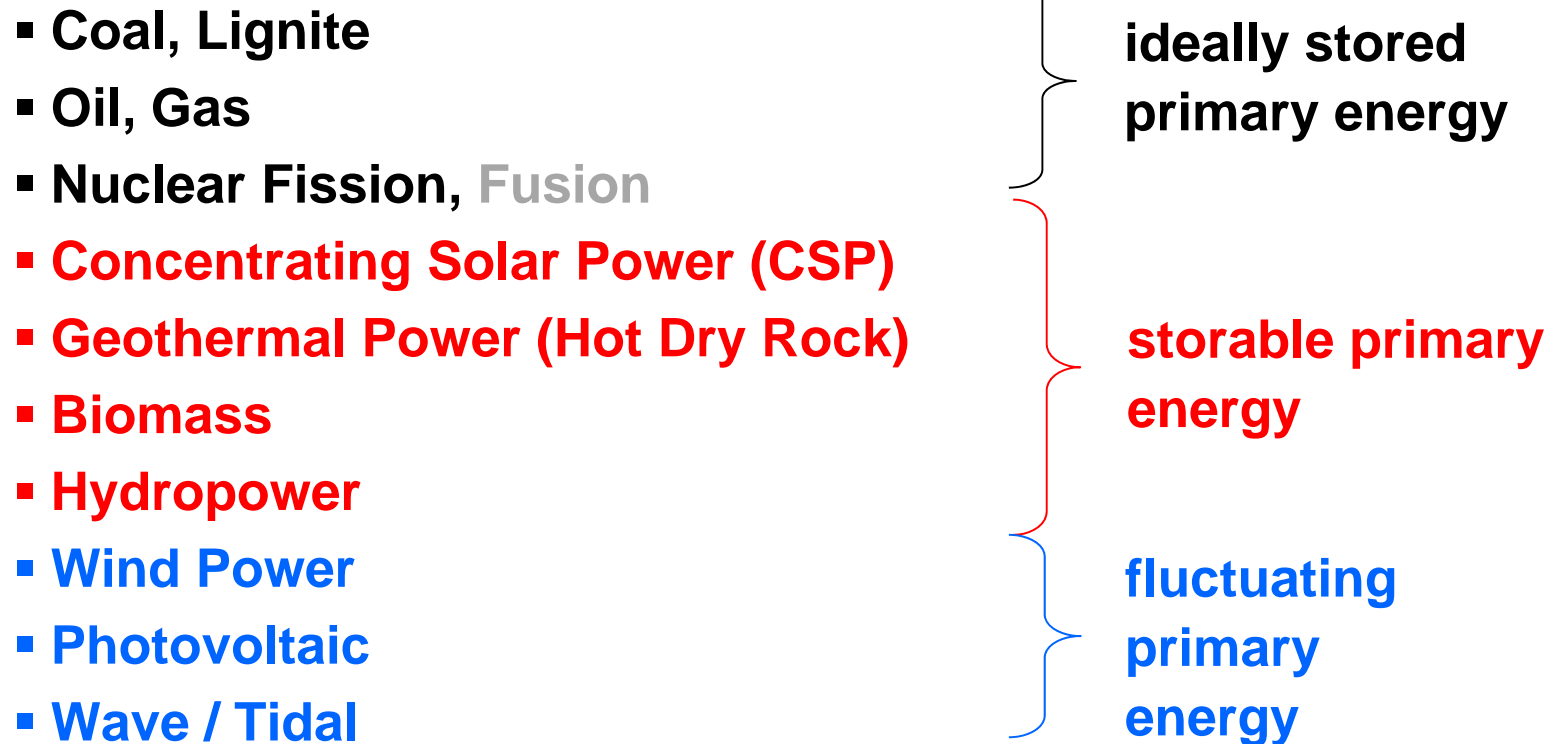 ▪ Coal, Lignite
▪ Oil, Gas
▪ Nuclear Fission, Fusion
ideally stored
primary energy
▪ Concentrating Solar Power (CSP)
▪ Geothermal Power (Hot Dry Rock)
▪ Biomass
▪ Hydropower
storable primary
energy
▪ Wind Power
▪ Photovoltaic
▪ Wave / Tidal
fluctuating
primary
energy